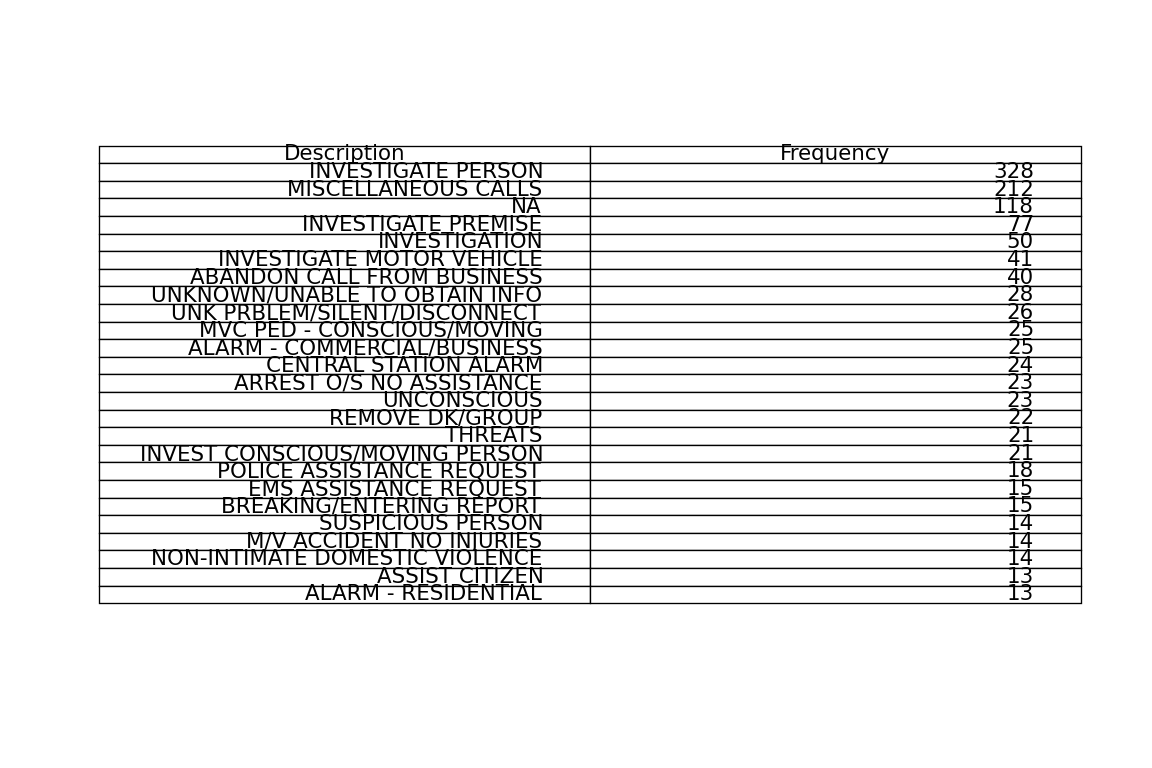 Description Frequency
INVESTIGATE PERSON 328
MISCELLANEOUS CALLS 212
NA 118
INVESTIGATE PREMISE 77
INVESTIGATION 50
INVESTIGATE MOTOR VEHICLE 41
ABANDON CALL FROM BUSINESS 40
UNKNOWN/UNABLE TO OBTAIN INFO 28
UNK PRBLEM/SILENT/DISCONNECT 26
MVC PED - CONSCIOUS/MOVING 25
ALARM - COMMERCIAL/BUSINESS 25
CENTRAL STATION ALARM 24
ARREST O/S NO ASSISTANCE 23
UNCONSCIOUS 23
REMOVE DK/GROUP 22
THREATS 21
INVEST CONSCIOUS/MOVING PERSON 21
POLICE ASSISTANCE REQUEST 18
EMS ASSISTANCE REQUEST 15
BREAKING/ENTERING REPORT 15
SUSPICIOUS PERSON 14
M/V ACCIDENT NO INJURIES 14
NON-INTIMATE DOMESTIC VIOLENCE 14
ASSIST CITIZEN 13
ALARM - RESIDENTIAL 13